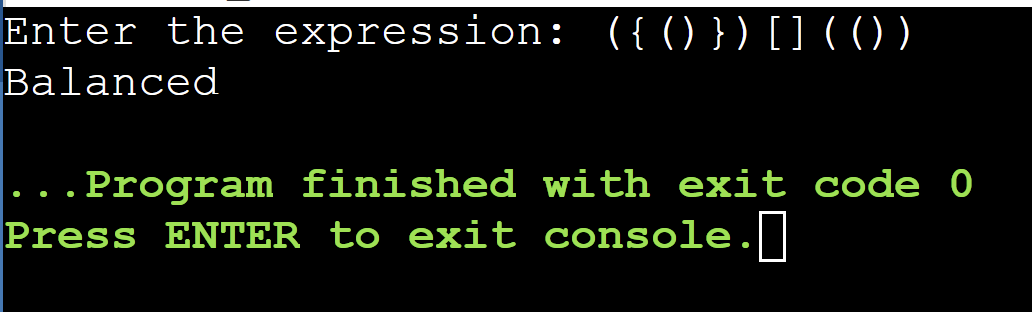 Enter the expression: ({()})[](())
Balanced
...Program finished with exit code 0
Press ENTER to exit console.